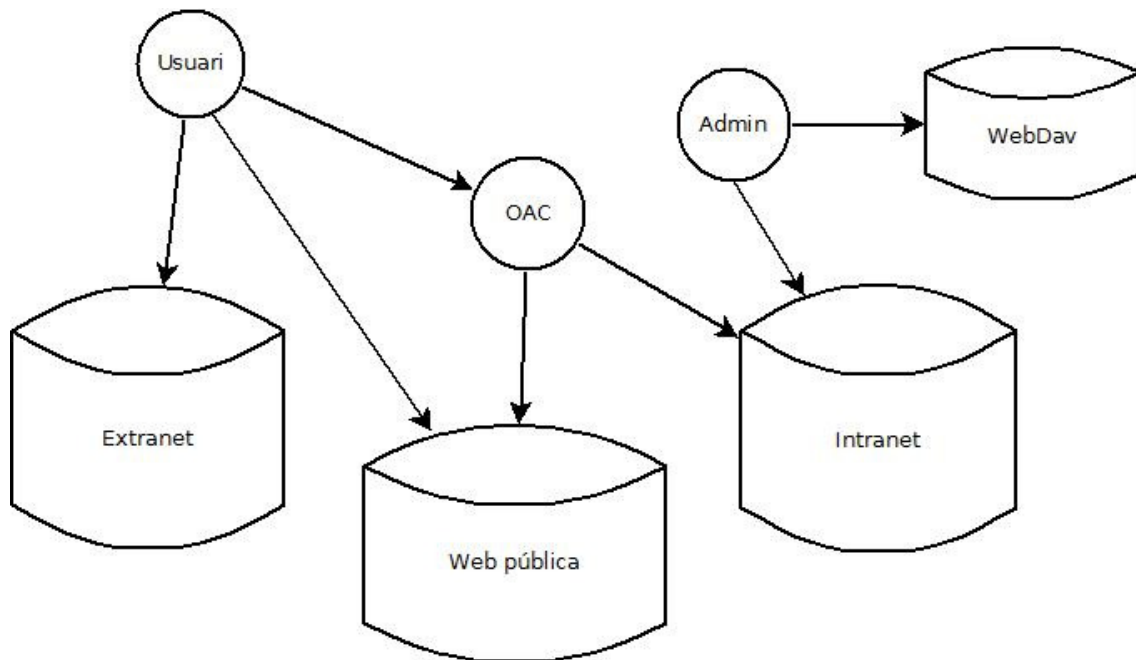 Usuari
Admin
WebDav
OAC
Extranet
Intranet
Web pública